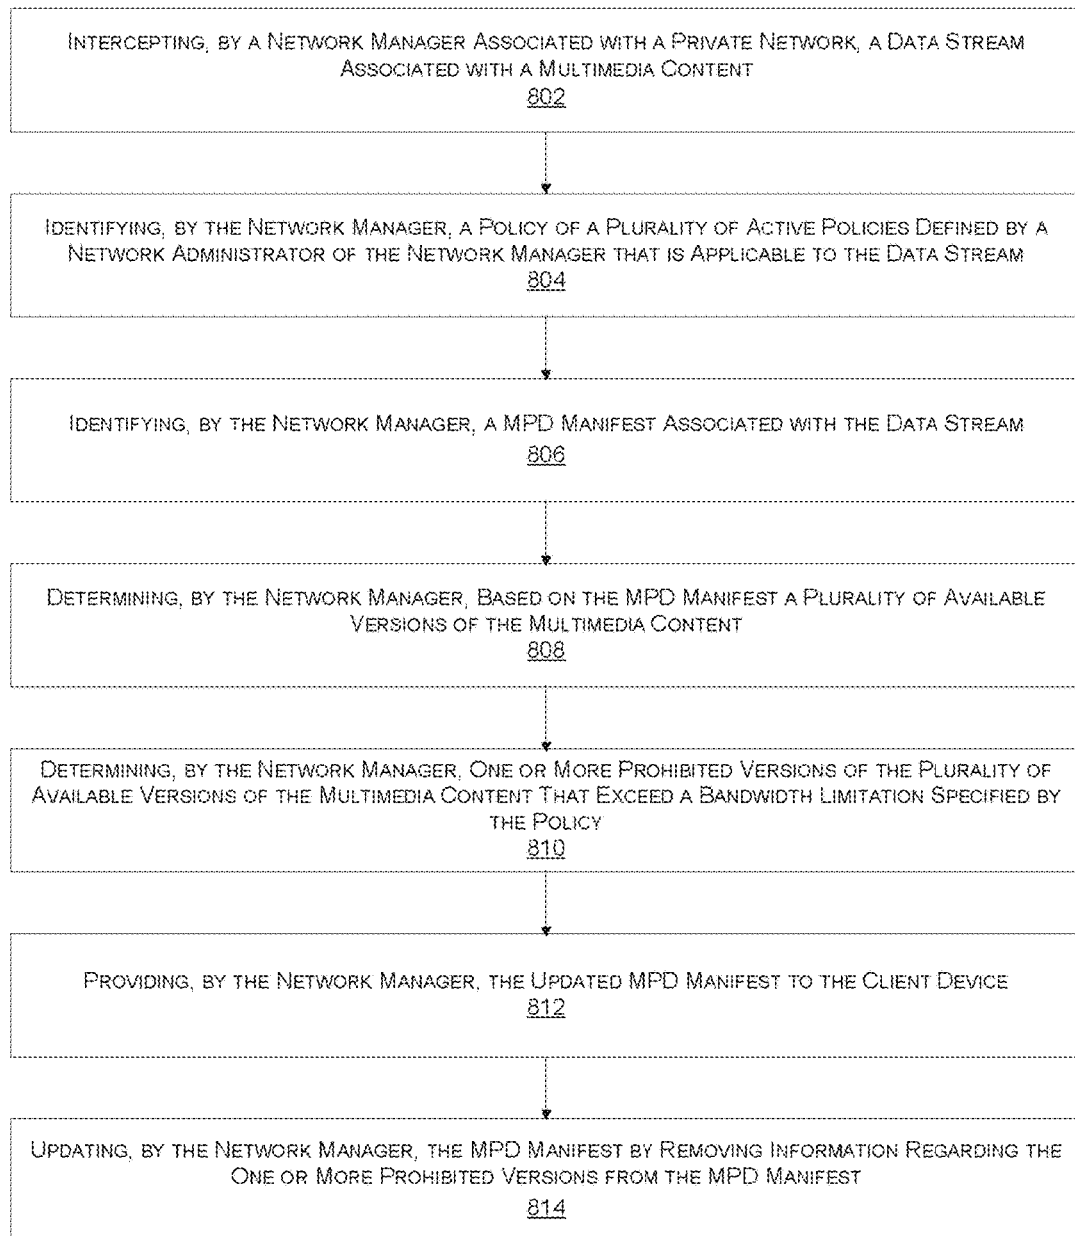 Intercepting, by a Network Manager Associated with a Private Network, a Data Stream
Associated with a Multimedia Content
802
Identifying, by the Network Manager, a Policy of a Plurality of Active Policies Defined by a
Network Administrator of the Network Manager that is Applicable to the Data Stream
804
Identifying, by the Network Manager, a MPD Manifest Associated with the Data Stream
806
Determining, by the Network Manager, Based on the MPD Manifest a Plurality of Available
Versions of the Multimedia Content
808
Determining, by the Network Manager, One or More Prohibited Versions of the Plurality of
Available Versions of the Multimedia Content That Exceed a Bandwidth Limitation Specified by
the Policy
810
Providing, by the Network Manager, the Updated MPD Manifest to the Client Device
812
Updating, by the Network Manager, the MPD Manifest by Removing Information Regarding the
One or More Prohibited Versions from the MPD Manifest
814